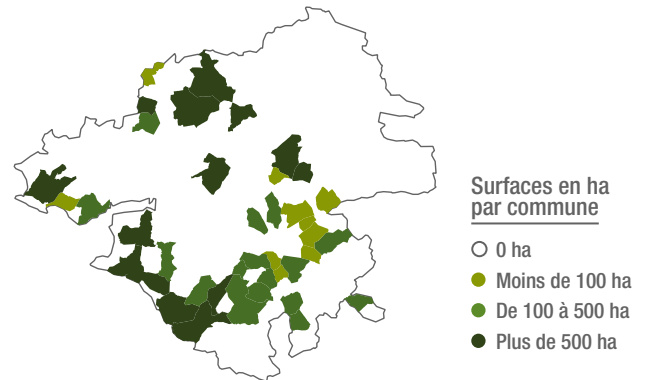 Surfaces en ha
par commune
0 ha
Moins de 100 ha
De 100 à 500 ha
Plus de 500 ha